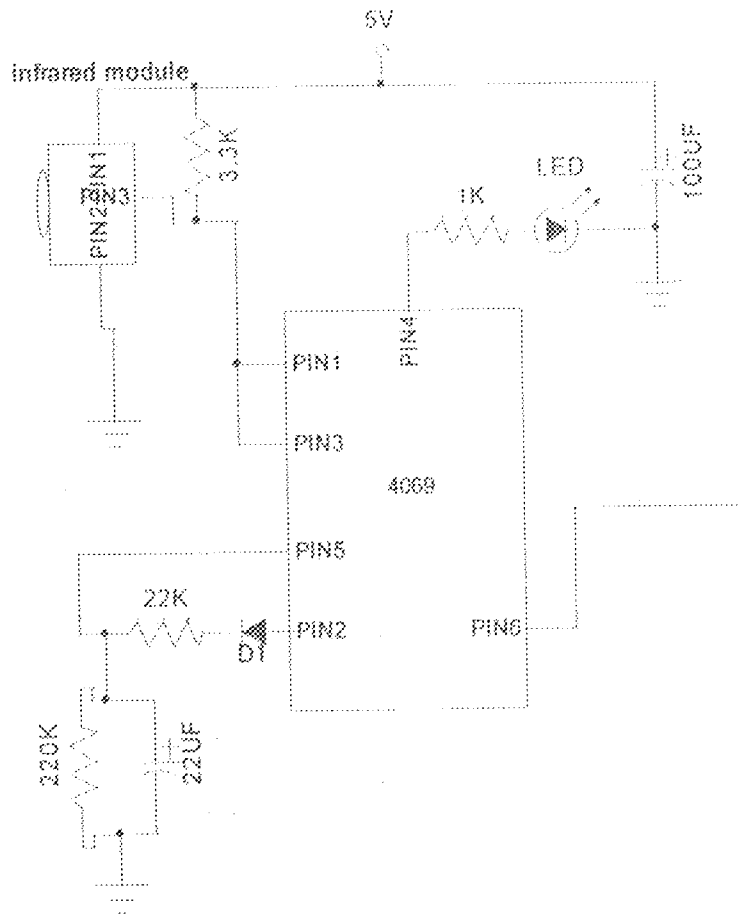 infrared module
3.3K
PIN1
PIN2
PIN3
1K
LED
100UF
PIN4
PIN1
PIN3
4069
PIN5
22K
D1
PIN2
PIN6
220K
22UF